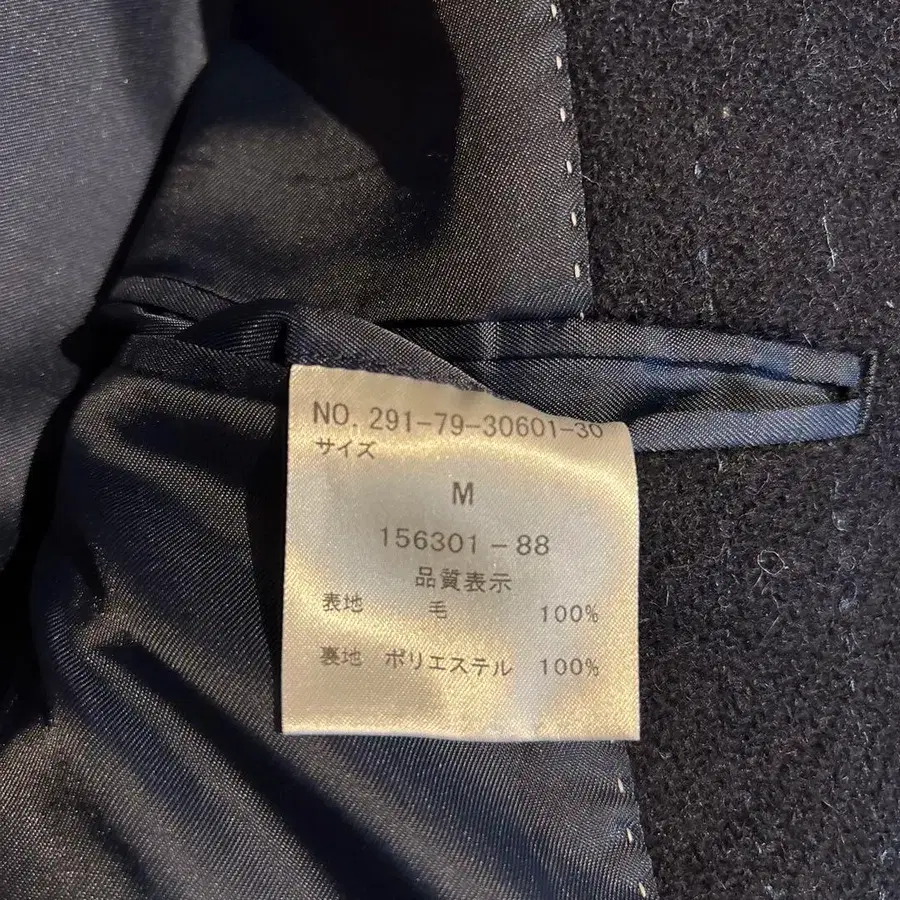 NO. 291-79-30601-30
サイズ
M
156301-88
品質表示
表地 毛 100%
裏地 ポリエステル 100%